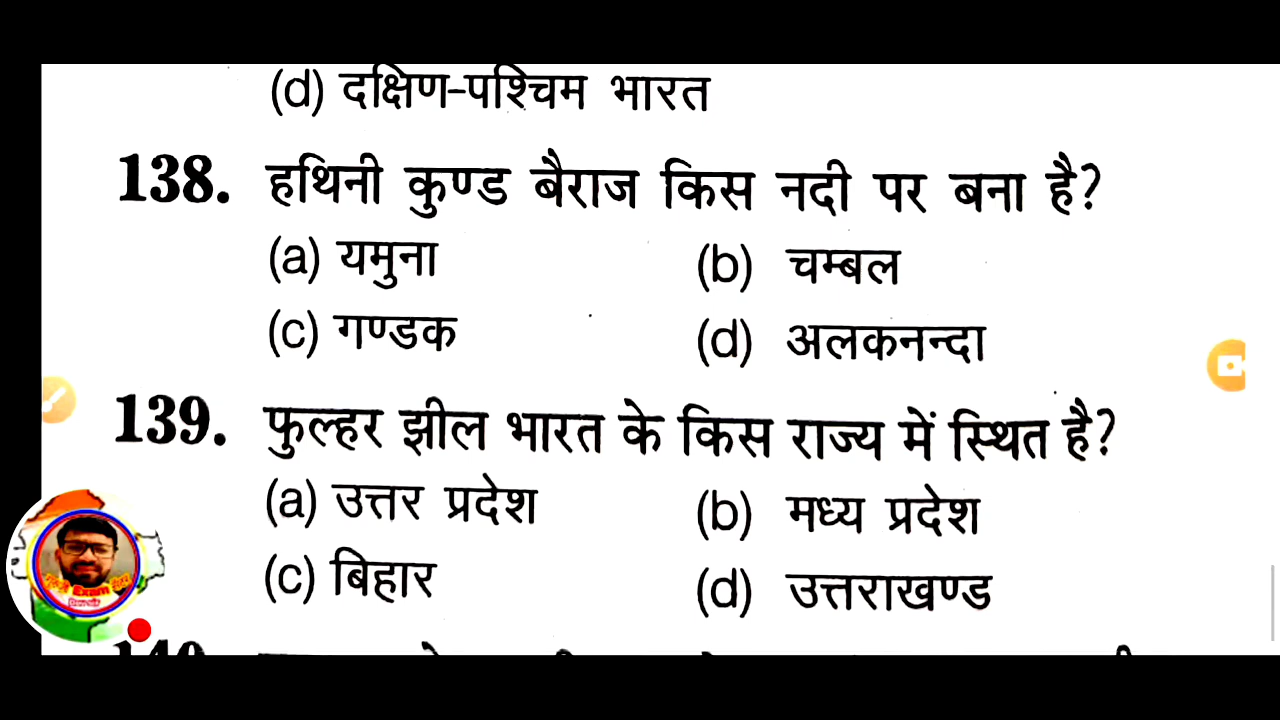 (d) दक्षिण-पश्चिम भारत
138. हथिनी कुण्ड बैराज किस नदी पर बना है?
(a) यमुना (b) चम्बल
(c) गण्डक (d) अलकनन्दा
139. फुल्हर झील भारत के किस राज्य में स्थित है?
(a) उत्तर प्रदेश (b) मध्य प्रदेश
(c) बिहार (d) उत्तराखण्ड
Exam